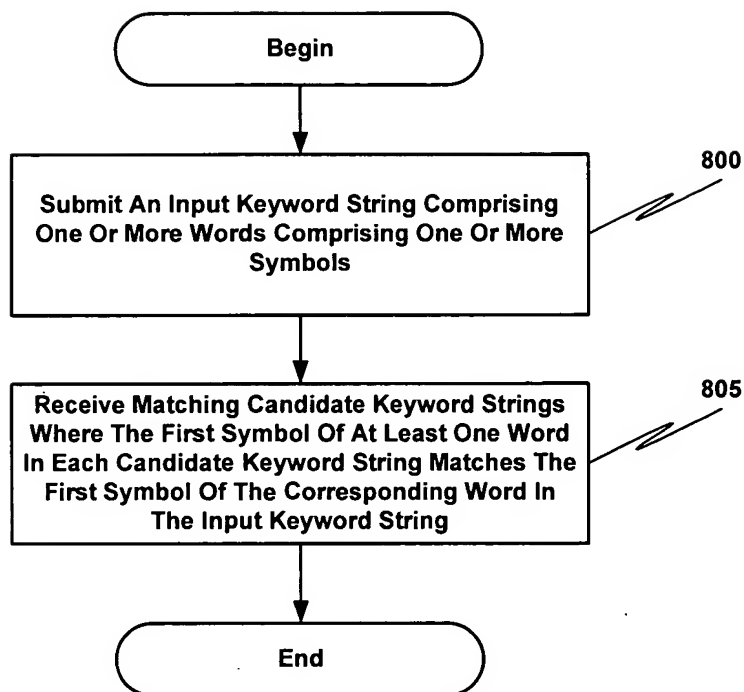 Begin
800
Submit An Input Keyword String Comprising
One Or More Words Comprising One Or More
Symbols
805
Receive Matching Candidate Keyword Strings
Where The First Symbol Of At Least One Word
In Each Candidate Keyword String Matches The
First Symbol Of The Corresponding Word In
The Input Keyword String
End